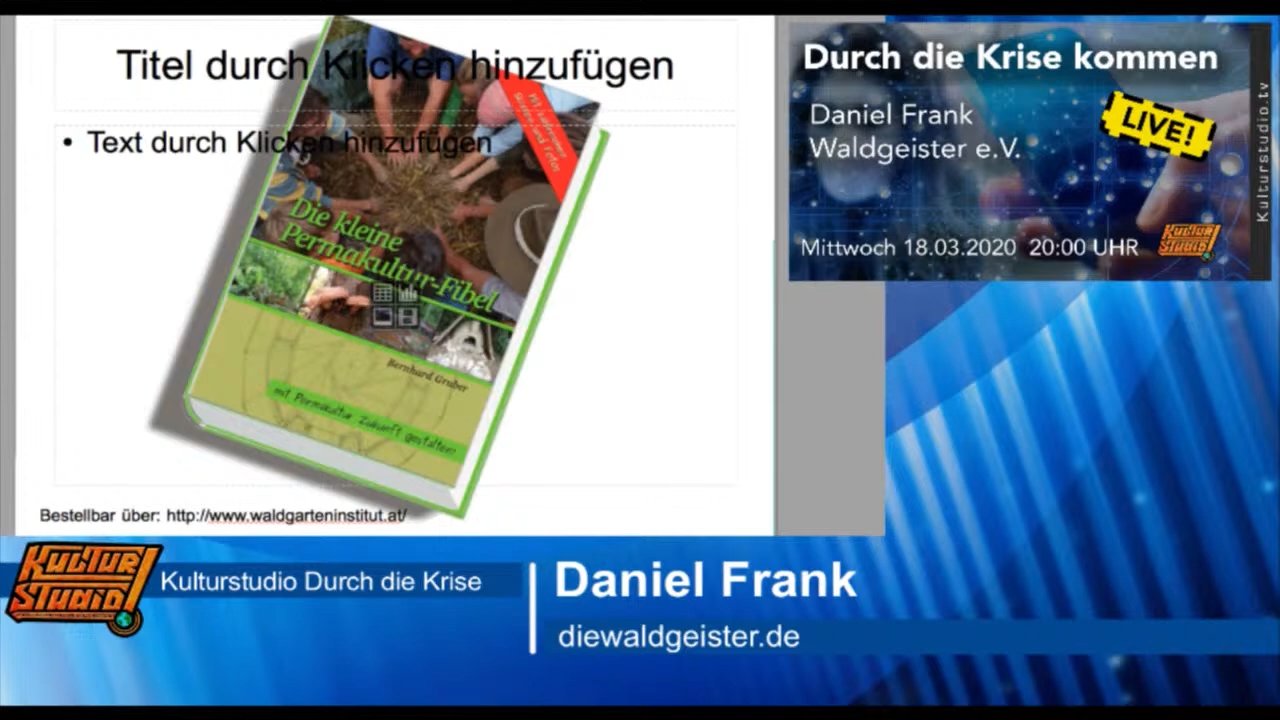 Titel durch Klicken hinzufügen
Text durch Klicken hinzufügen
Die kleine
Permakultur-Fibel
Bernhard Gruber
mit Permakultur Zukunft gestalten!
Bestellbar über: http://www.waldgarteninstitut.at/
Durch die Krise kommen
Daniel Frank
Waldgeister e.V.
LIVE!
Kulturstudio.tv
Mittwoch 18.03.2020 20:00 UHR
KULTUR
STUDIO!
KULTUR
STUDIO!
Kulturstudio Durch die Krise
Daniel Frank
diewaldgeister.de